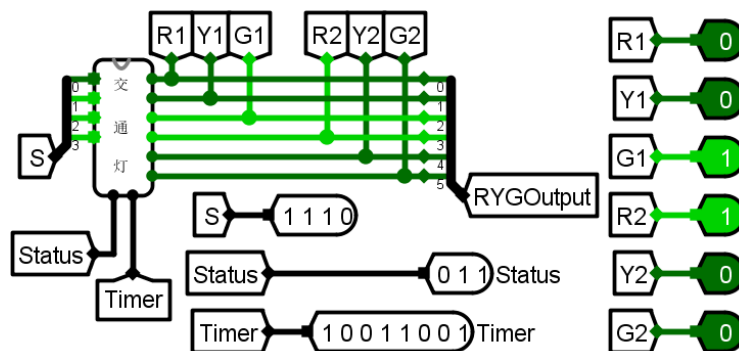 R1 Y1 G1 R2 Y2 G2
R1 0
0 交 0
Y1 0
1 1
2 通 2
G1 1
3 3
S
灯 4
5
R2 1
RYGOutput
S 1 1 1 0
Status
Status 0 1 1 Status
Y2 0
Timer
Timer 1 0 0 1 1 0 0 1 Timer
G2 0